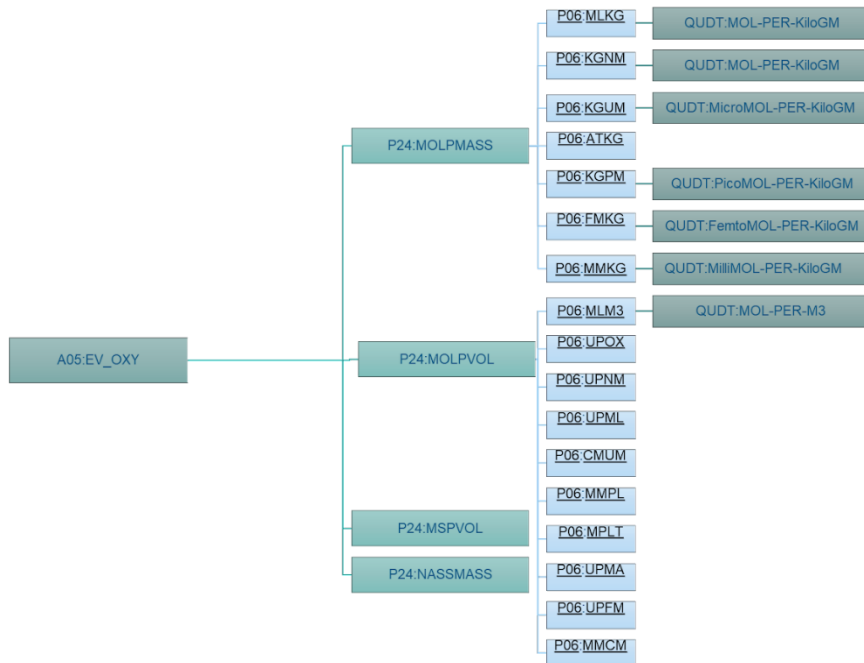 P06:MLKG
QUDT:MOL-PER-KiloGM
P06:KGNM
QUDT:MOL-PER-KiloGM
P06:KGUM
QUDT:MicroMOL-PER-KiloGM
P24:MOLPMASS
P06:ATKG
P06:KGPM
QUDT:PicoMOL-PER-KiloGM
P06:FMKG
QUDT:FemtoMOL-PER-KiloGM
P06:MMKG
QUDT:MilliMOL-PER-KiloGM
P06:MLM3
QUDT:MOL-PER-M3
A05:EV_OXY
P24:MOLPVOL
P06:UPOX
P06:UPNM
P06:UPML
P06:CMUM
P06:MMPL
P24:MSPVOL
P06:MPLT
P24:NASSMASS
P06:UPMA
P06:UPFM
P06:MMCM